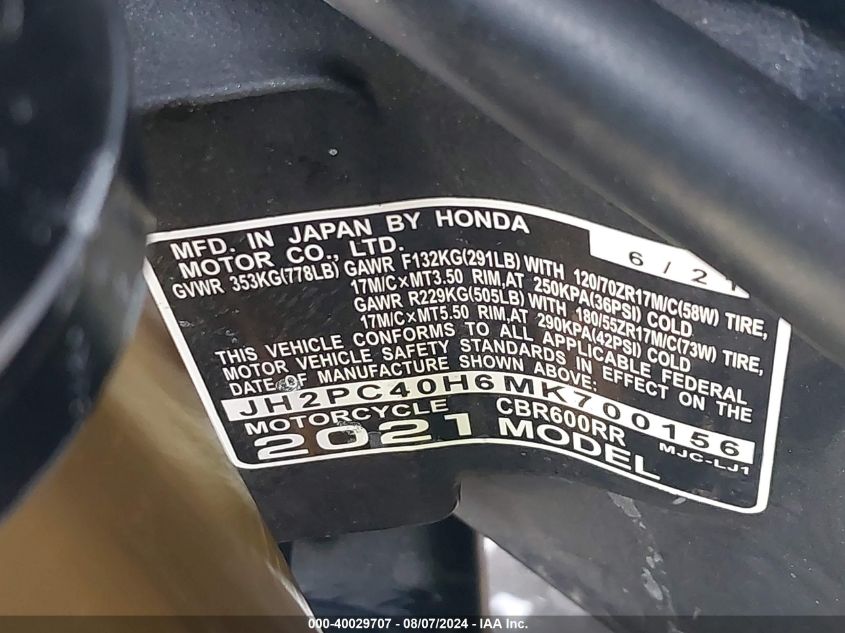 MFD. IN JAPAN BY HONDA
MOTOR CO., LTD.
6 / 21
GVWR 353KG(778LB) GAWR F132KG(291LB) WITH 120/70ZR17M/C(58W) TIRE,
17M/C×MT3.50 RIM,AT 250KPA(36PSI) COLD
GAWR R229KG(505LB) WITH 180/55ZR17M/C(73W) TIRE,
17M/C×MT5.50 RIM,AT 290KPA(42PSI) COLD
THIS VEHICLE CONFORMS TO ALL APPLICABLE FEDERAL
MOTOR VEHICLE SAFETY STANDARDS IN EFFECT ON THE
DATE OF MANUFACTURE SHOWN ABOVE:
JH2PC40H6MK700156
MOTORCYCLE CBR600RR MJC-LJ1
2021 MODEL
000-40029707 - 08/07/2024 - IAA Inc.